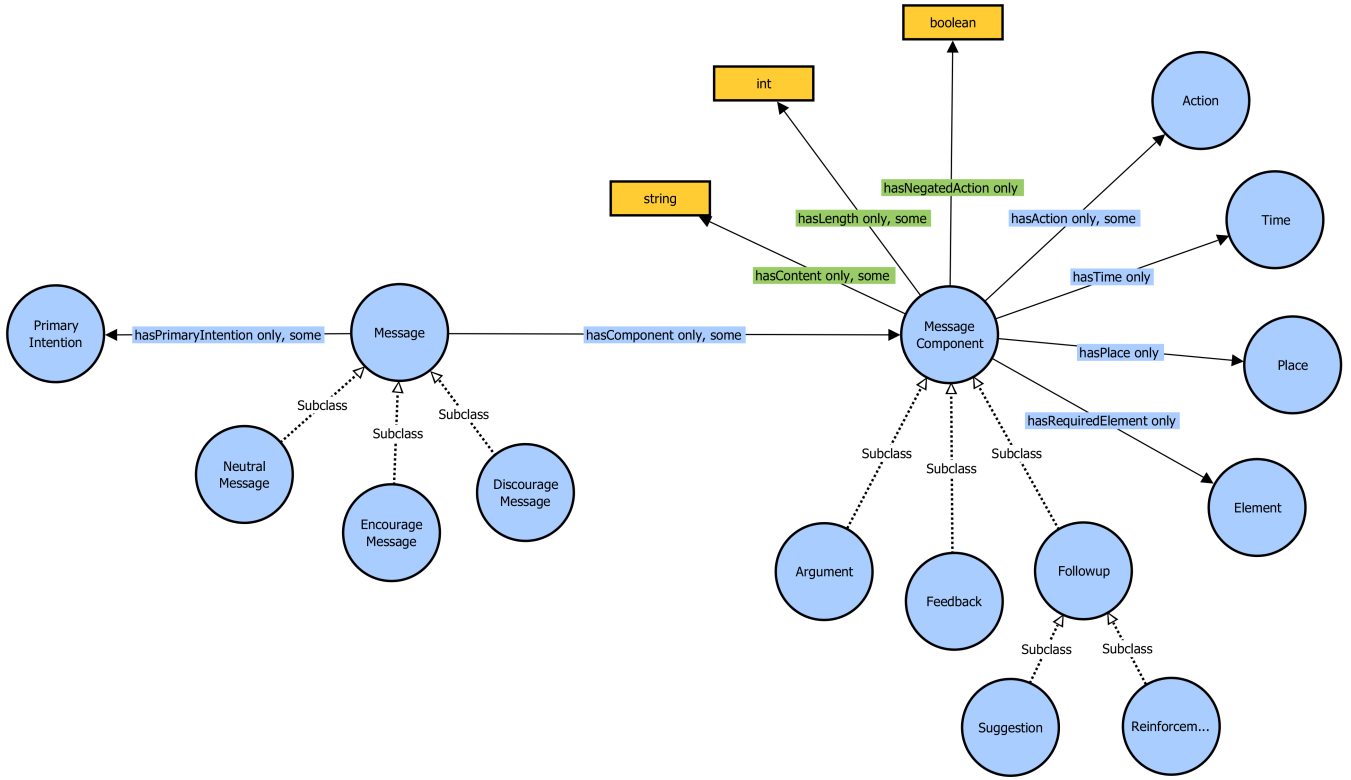 boolean
int
Action
string
hasNegatedAction only
hasLength only, some
hasAction only, some
Time
hasContent only, some
hasTime only
Primary
Intention
hasPrimaryIntention only, some
Message
hasComponent only, some
Message
Component
hasPlace only
Place
Subclass
Subclass
Subclass
hasRequiredElement only
Neutral
Message
Encourage
Message
Discourage
Message
Subclass
Subclass
Subclass
Element
Argument
Feedback
Followup
Subclass
Subclass
Suggestion
Reinforcem...